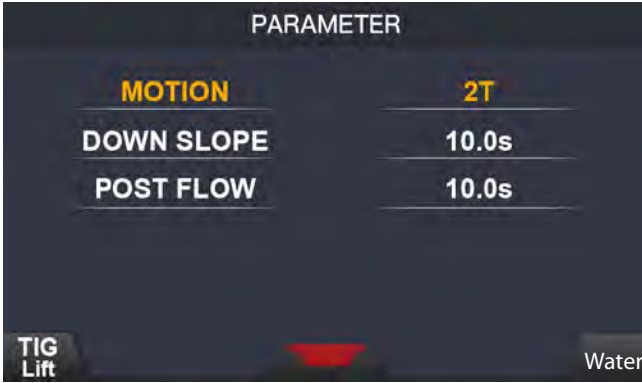 PARAMETER
MOTION 2T
DOWN SLOPE 10.0s
POST FLOW 10.0s
TIG
Lift
Water